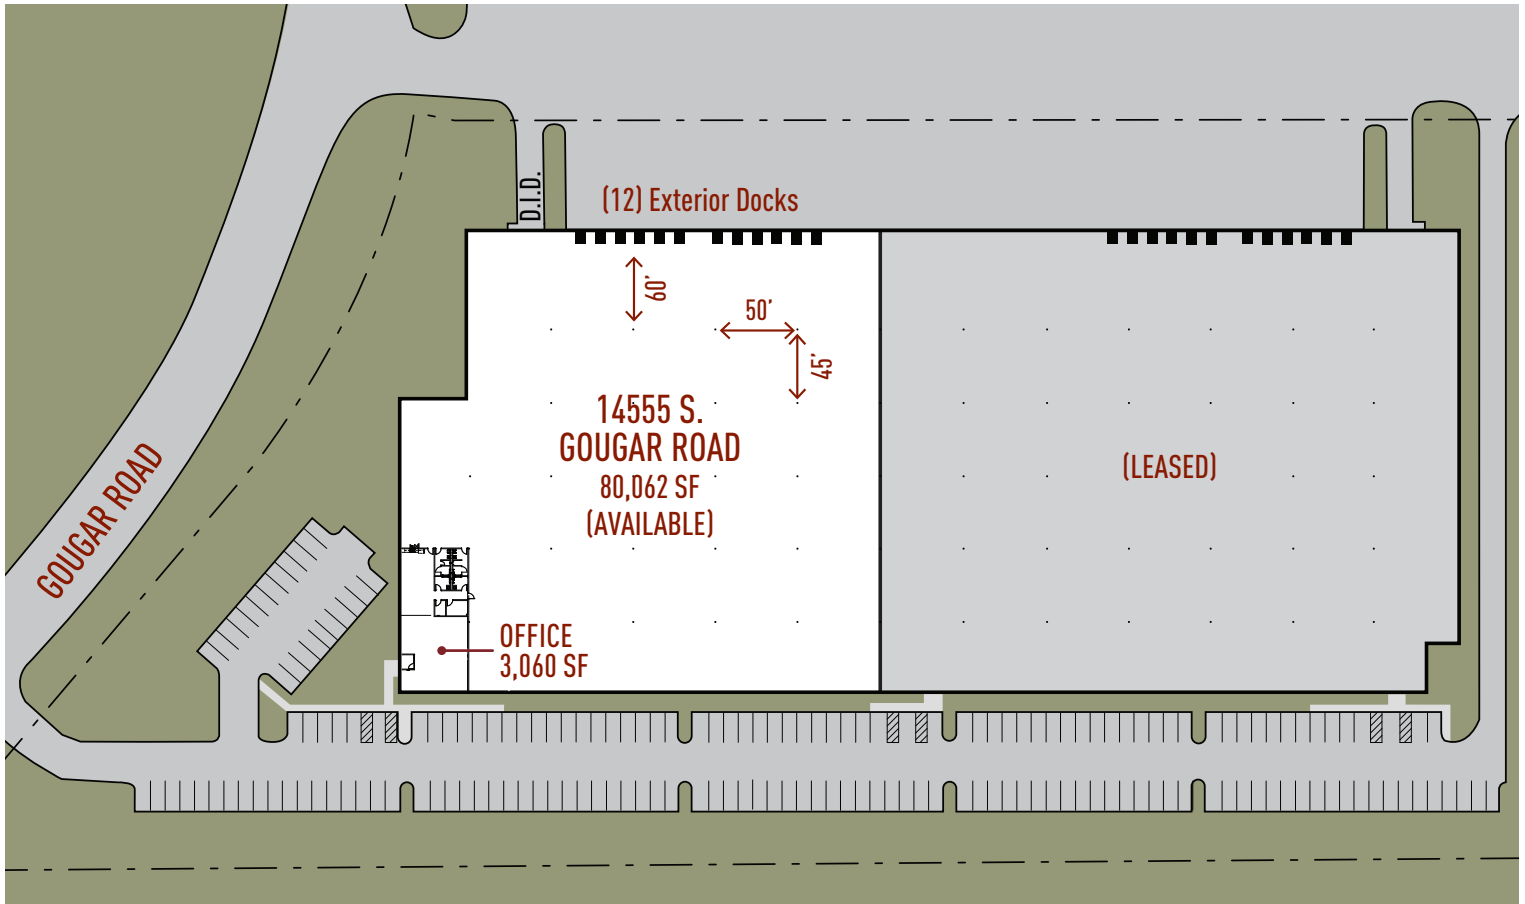 D.I.D.
(12) Exterior Docks
60'
50'
45'
14555 S.
GOUGAR ROAD
80,062 SF
(AVAILABLE)
(LEASED)
GOUGAR ROAD
OFFICE
3,060 SF